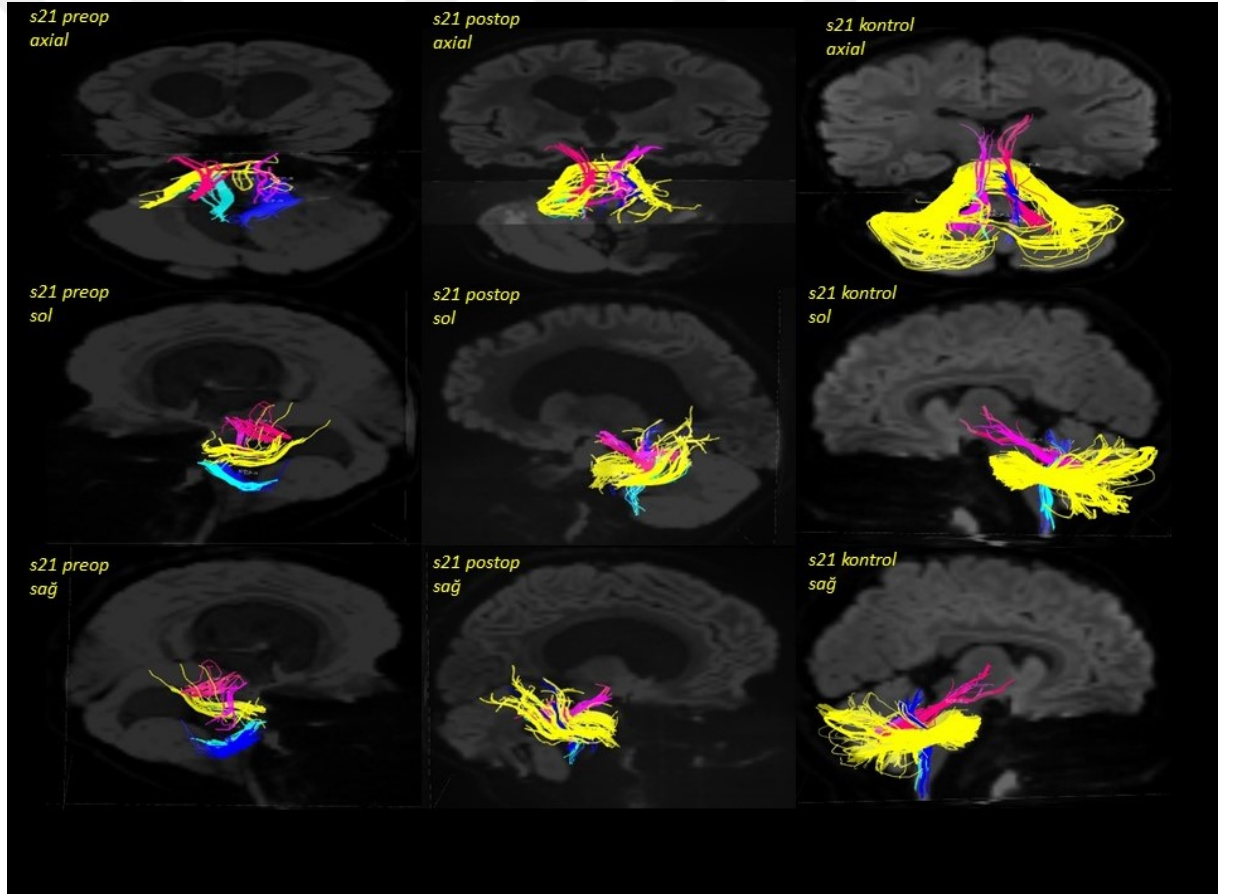 s21 preop
axial
s21 postop
axial
s21 kontrol
axial
s21 preop
sol
s21 postop
sol
s21 kontrol
sol
s21 preop
sağ
s21 postop
sağ
s21 kontrol
sağ